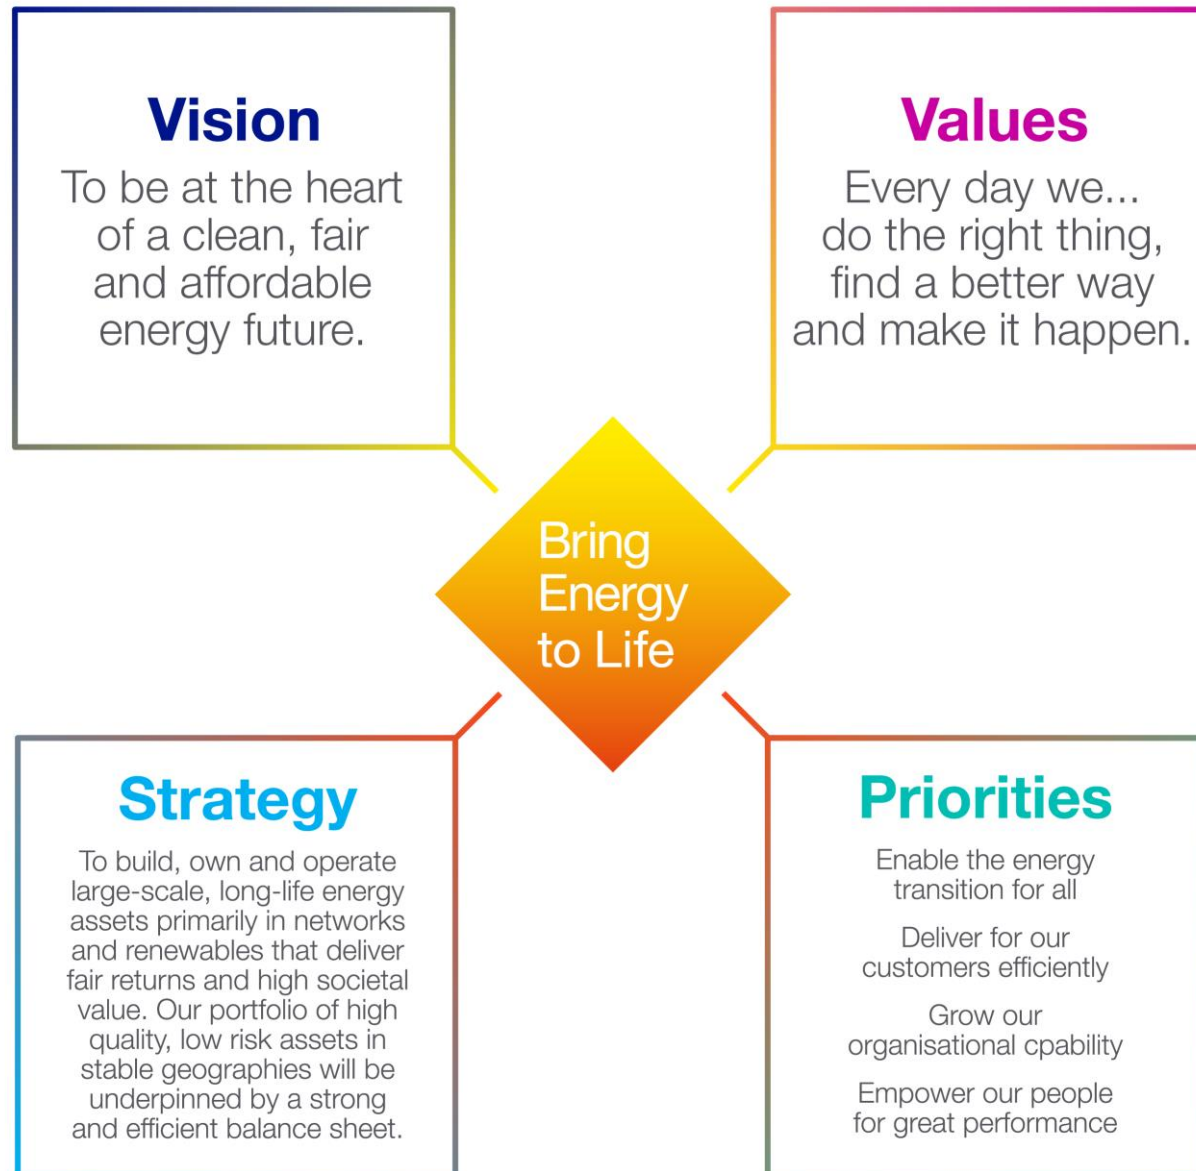 Vision
To be at the heart
of a clean, fair
and affordable
energy future.
Values
Every day we...
do the right thing,
find a better way
and make it happen.
Bring
Energy
to Life
Strategy
To build, own and operate
large-scale, long-life energy
assets primarily in networks
and renewables that deliver
fair returns and high societal
value. Our portfolio of high
quality, low risk assets in
stable geographies will be
underpinned by a strong
and efficient balance sheet.
Priorities
Enable the energy
transition for all
Deliver for our
customers efficiently
Grow our
organisational cpability
Empower our people
for great performance